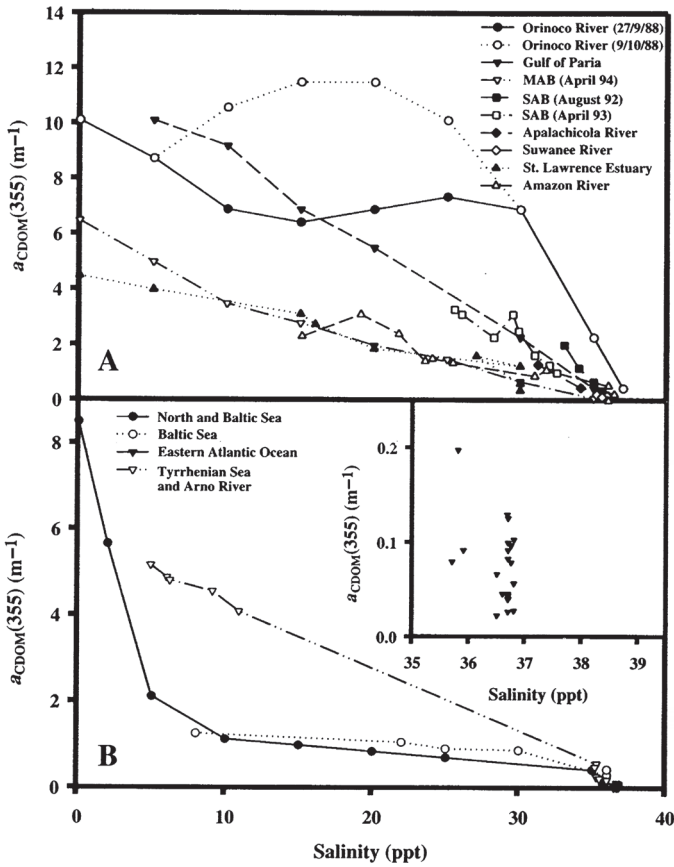 14
12
10
8
6
4
2
0
a_CDOM(355) (m⁻¹)
Orinoco River (27/9/88)
Orinoco River (9/10/88)
Gulf of Paria
MAB (April 94)
SAB (August 92)
SAB (April 93)
Apalachicola River
Suwanee River
St. Lawrence Estuary
Amazon River
A
8
6
4
2
0
a_CDOM(355) (m⁻¹)
North and Baltic Sea
Baltic Sea
Eastern Atlantic Ocean
Tyrrhenian Sea
and Arno River
B
0.2
0.1
0.0
a_CDOM(355) (m⁻¹)
35 36 37 38 39
Salinity (ppt)
0 10 20 30 40
Salinity (ppt)